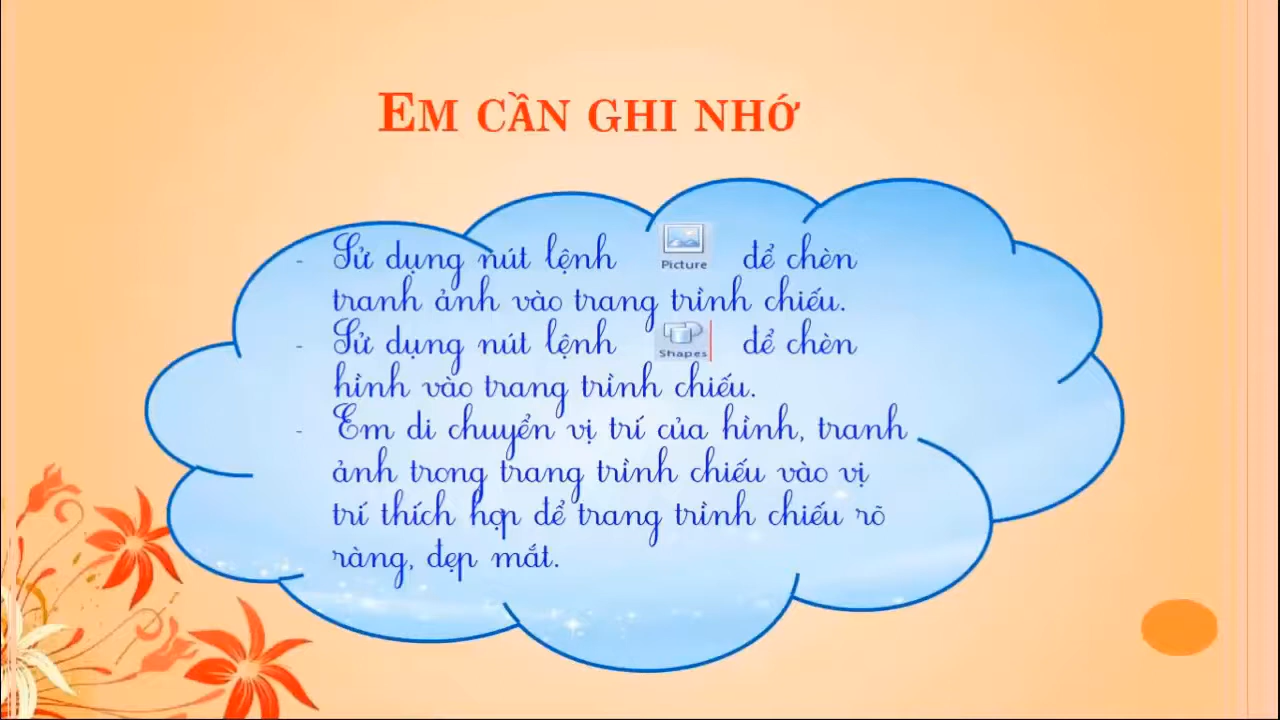 EM CẦN GHI NHỚ
- Sử dụng nút lệnh Picture để chèn
tranh ảnh vào trang trình chiếu.
- Sử dụng nút lệnh Shapes để chèn
hình vào trang trình chiếu.
- Em di chuyển vị trí của hình, tranh
ảnh trong trang trình chiếu vào vị
trí thích hợp để trang trình chiếu rõ
ràng, đẹp mắt.